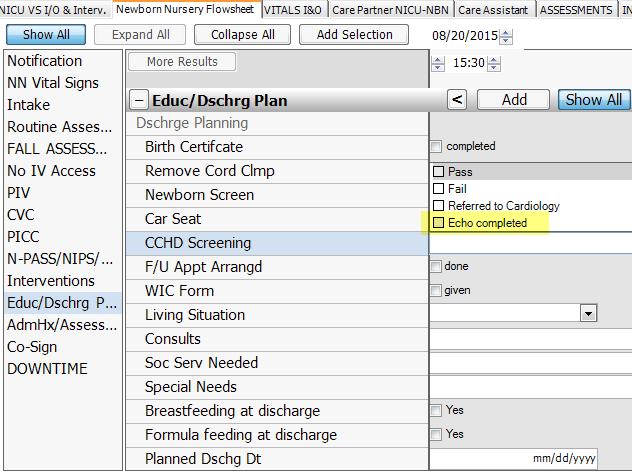 NICU VS I/O & Interv. Newborn Nursery Flowsheet VITALS I&O Care Partner NICU-NBN Care Assistant ASSESSMENTS IN
Show All Expand All Collapse All Add Selection 08/20/2015
Notification More Results 15:30
NN Vital Signs
Intake Educ/Dschrg Plan < Add Show All
Routine Asses... Dschrge Planning
FALL ASSESS... Birth Certifcate completed
No IV Access Remove Cord Clmp Pass
PIV Newborn Screen Fail
CVC Car Seat Referred to Cardiology
Echo completed
PICC CCHD Screening
N-PASS/NIPS/... F/U Appt Arrangd done
Interventions WIC Form given
Educ/Dschrg P... Living Situation
AdmHx/Assess... Consults
Co-Sign Soc Serv Needed
DOWNTIME Special Needs
Breastfeeding at discharge Yes
Formula feeding at discharge Yes
Planned Dschg Dt mm/dd/yyyy